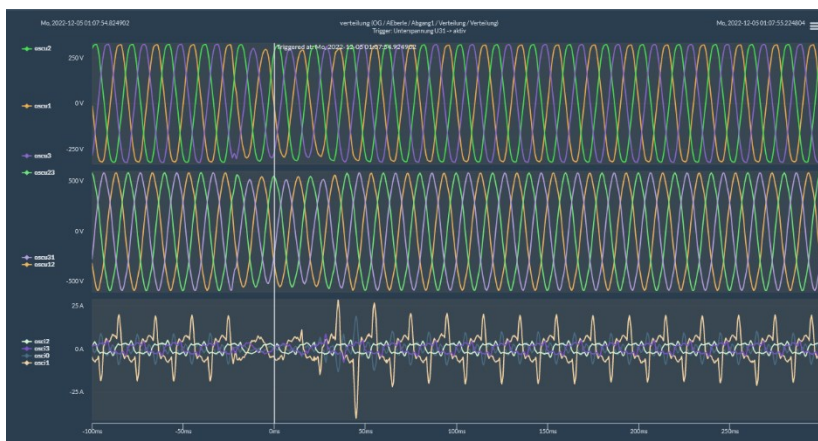 Mo, 2022-12-05 01:07:54.824902
verteilung (OG / AEberle / Abgang1 / Verteilung / Verteilung)
Trigger: Unterspannung U31 -> aktiv
Mo, 2022-12-05 01:07:55.224804
Triggered at: Mo, 2022-12-05 01:07:54.924902
oscu2
250 V
oscu1
0 V
oscu3
-250 V
oscu23
500 V
0 V
oscu31
oscu12
-500 V
25 A
osci2
osci3
osci0
osci1
0 A
-25 A
-100ms
-50ms
0ms
50ms
100ms
150ms
200ms
250ms